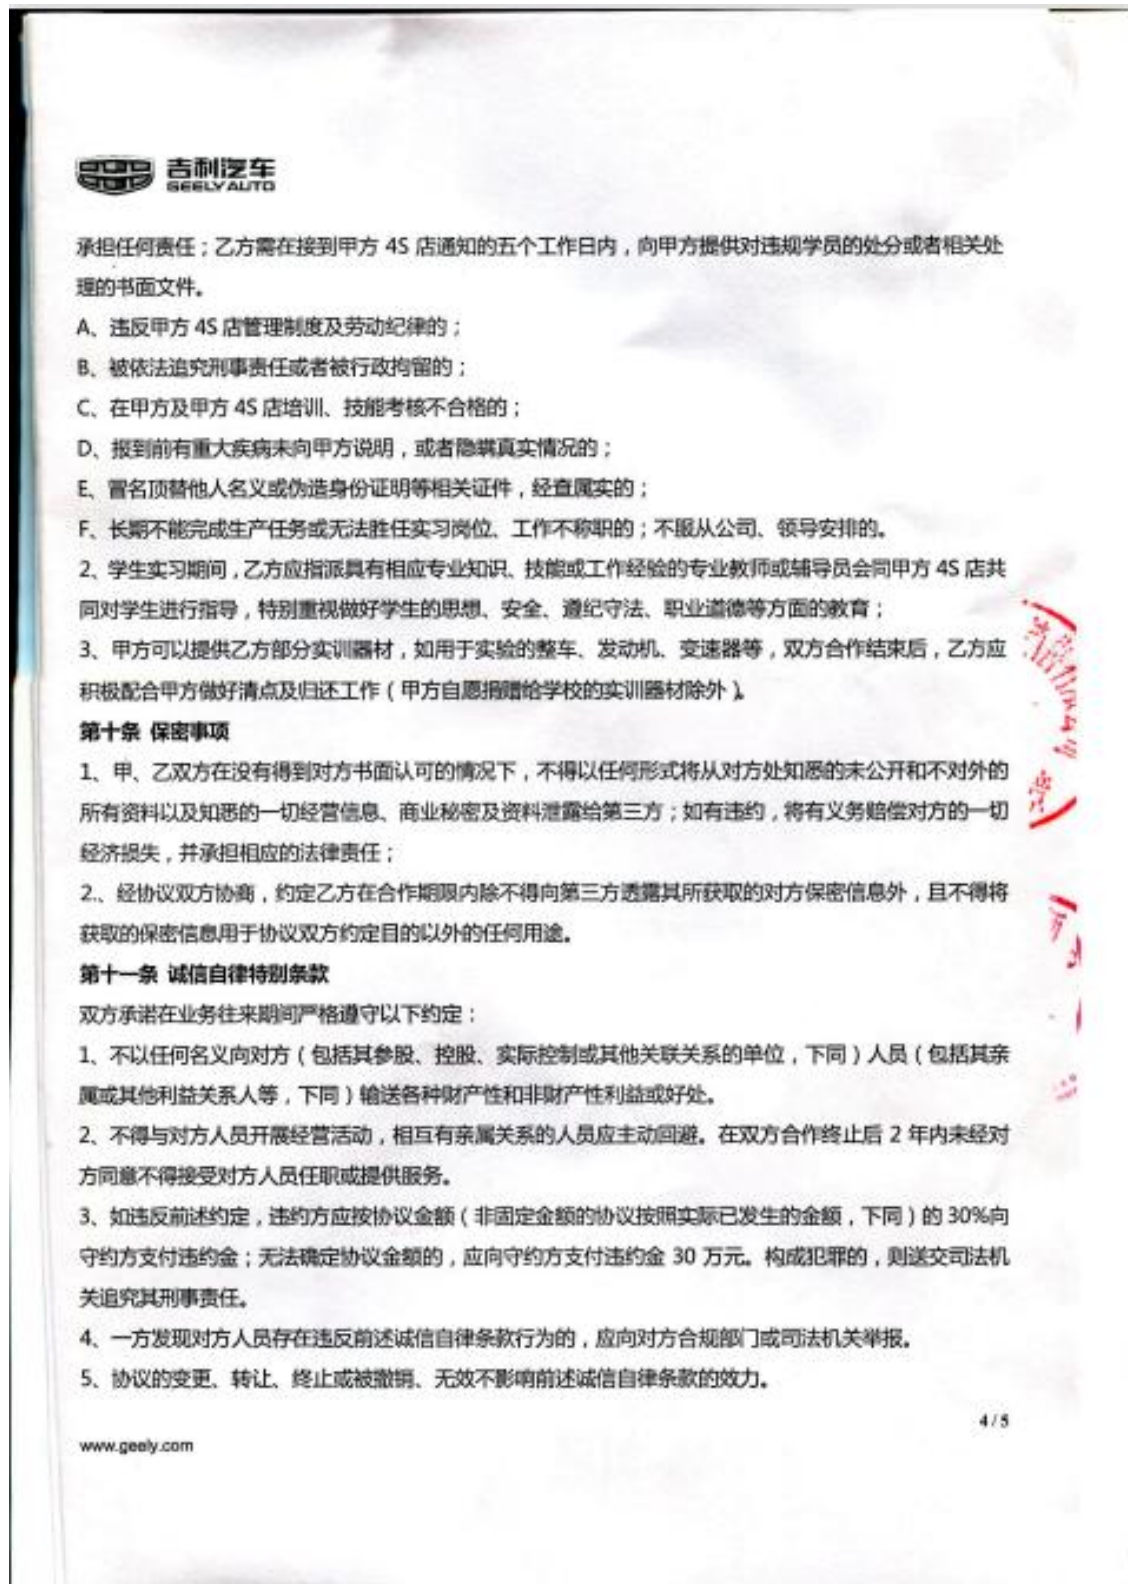 吉利汽车
GEELY AUTO
承担任何责任；乙方需在接到甲方 4S 店通知的五个工作日内，向甲方提供对违规学员的处分或者相关处
理的书面文件。
A、违反甲方 4S 店管理制度及劳动纪律的；
B、被依法追究刑事责任或者被行政拘留的；
C、在甲方及甲方 4S 店培训、技能考核不合格的；
D、报到前有重大疾病未向甲方说明，或者隐瞒真实情况的；
E、冒名顶替他人名义或伪造身份证明等相关证件，经查属实的；
F、长期不能完成生产任务或无法胜任实习岗位、工作不称职的；不服从公司、领导安排的。
2、学生实习期间，乙方应指派具有相应专业知识、技能或工作经验的专业教师或辅导员会同甲方 4S 店共
同对学生进行指导，特别重视做好学生的思想、安全、遵纪守法、职业道德等方面的教育；
3、甲方可以提供乙方部分实训器材，如用于实验的整车、发动机、变速器等，双方合作结束后，乙方应
积极配合甲方做好清点及归还工作（甲方自愿捐赠给学校的实训器材除外）。
第十条 保密事项
1、甲、乙双方在没有得到对方书面认可的情况下，不得以任何形式将从对方处知悉的未公开和不对外的
所有资料以及知悉的一切经营信息、商业秘密及资料泄露给第三方；如有违约，将有义务赔偿对方的一切
经济损失，并承担相应的法律责任；
2.、经协议双方协商，约定乙方在合作期限内除不得向第三方透露其所获取的对方保密信息外，且不得将
获取的保密信息用于协议双方约定目的以外的任何用途。
第十一条 诚信自律特别条款
双方承诺在业务往来期间严格遵守以下约定：
1、不以任何名义向对方（包括其参股、控股、实际控制或其他关联关系的单位，下同）人员（包括其亲
属或其他利益关系人等，下同）输送各种财产性和非财产性利益或好处。
2、不得与对方人员开展经营活动，相互有亲属关系的人员应主动回避。在双方合作终止后 2 年内未经对
方同意不得接受对方人员任职或提供服务。
3、如违反前述约定，违约方应按协议金额（非固定金额的协议按照实际已发生的金额，下同）的 30%向
守约方支付违约金；无法确定协议金额的，应向守约方支付违约金 30 万元。构成犯罪的，则送交司法机
关追究其刑事责任。
4、一方发现对方人员存在违反前述诚信自律条款行为的，应向对方合规部门或司法机关举报。
5、协议的变更、转让、终止或被撤销、无效不影响前述诚信自律条款的效力。
4 / 5
www.geely.com